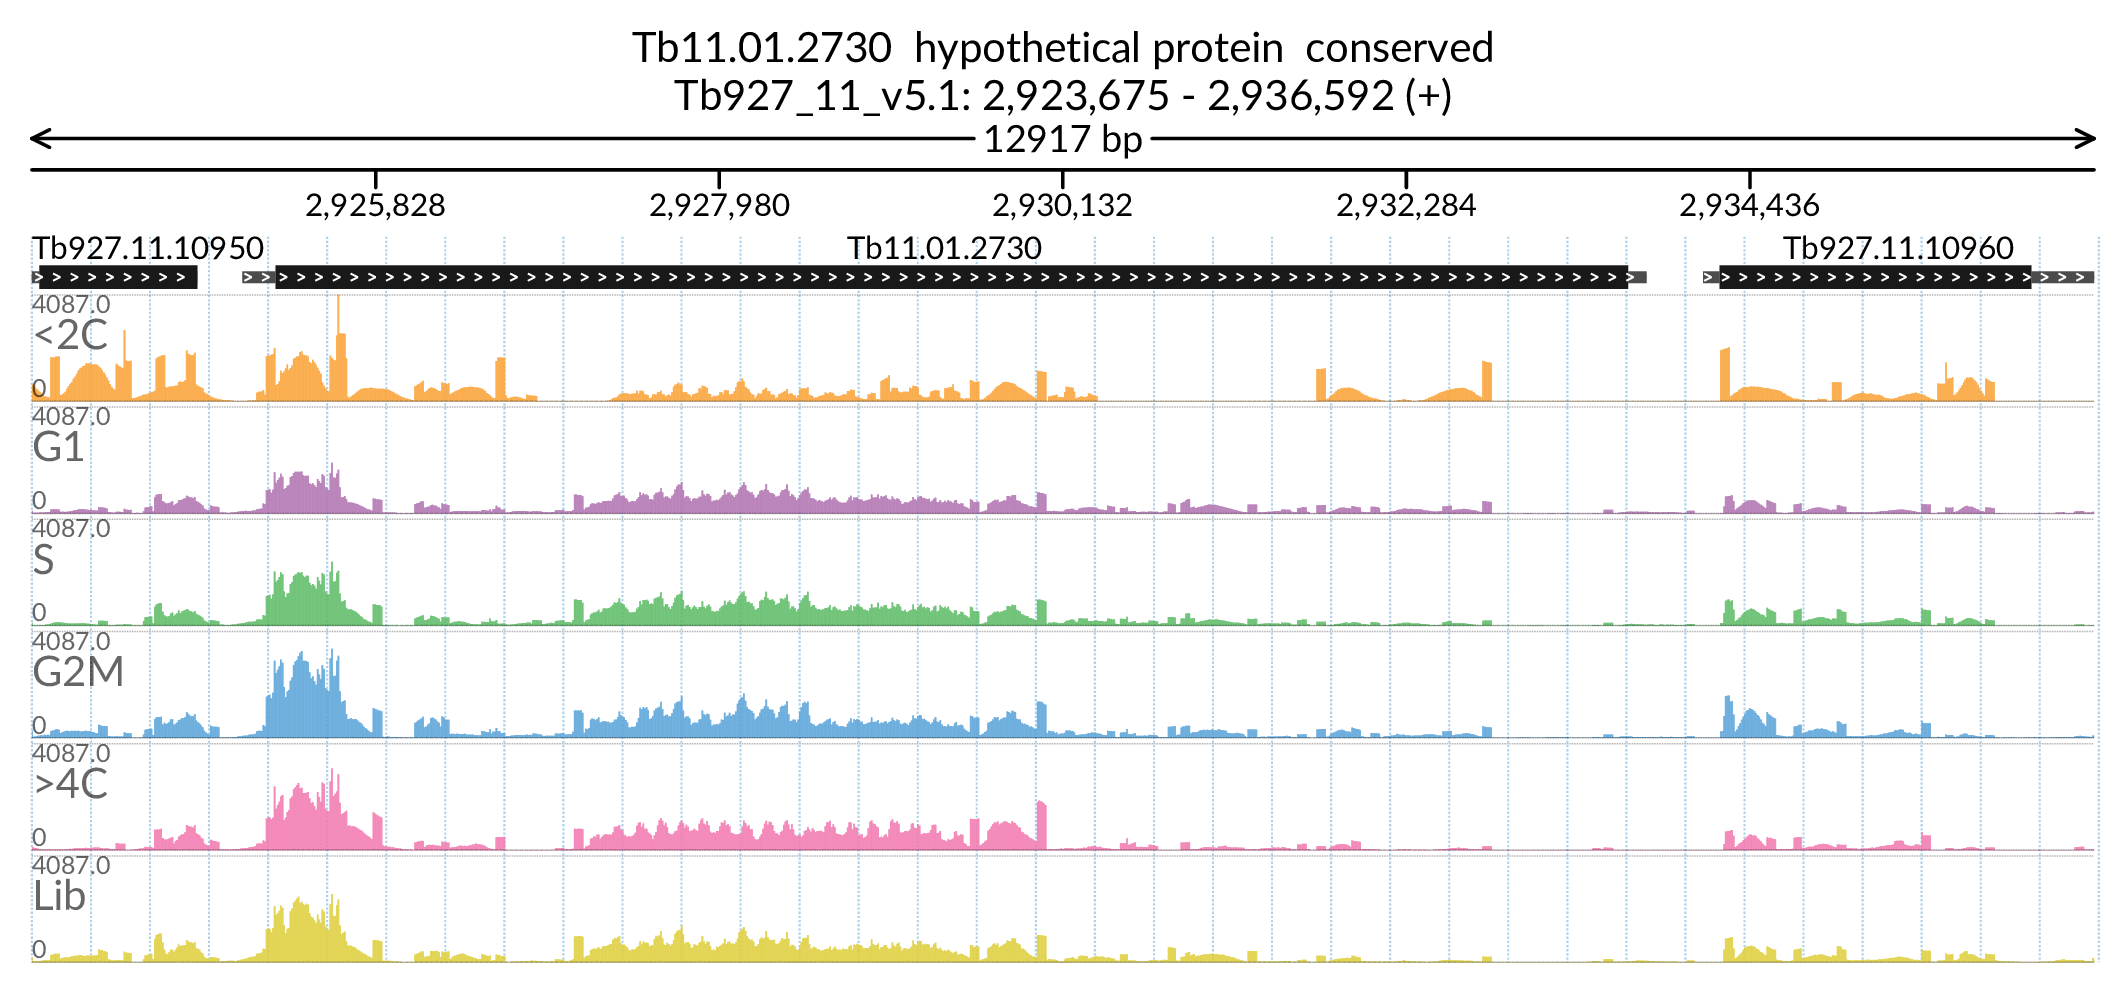 Tb11.01.2730 hypothetical protein conserved
Tb927_11_v5.1: 2,923,675 - 2,936,592 (+)
12917 bp
2,925,828 2,927,980 2,930,132 2,932,284 2,934,436
Tb927.11.10950 Tb11.01.2730 Tb927.11.10960
4087.0
<2C
0
4087.0
G1
0
4087.0
S
0
4087.0
G2M
0
4087.0
>4C
0
4087.0
Lib
0